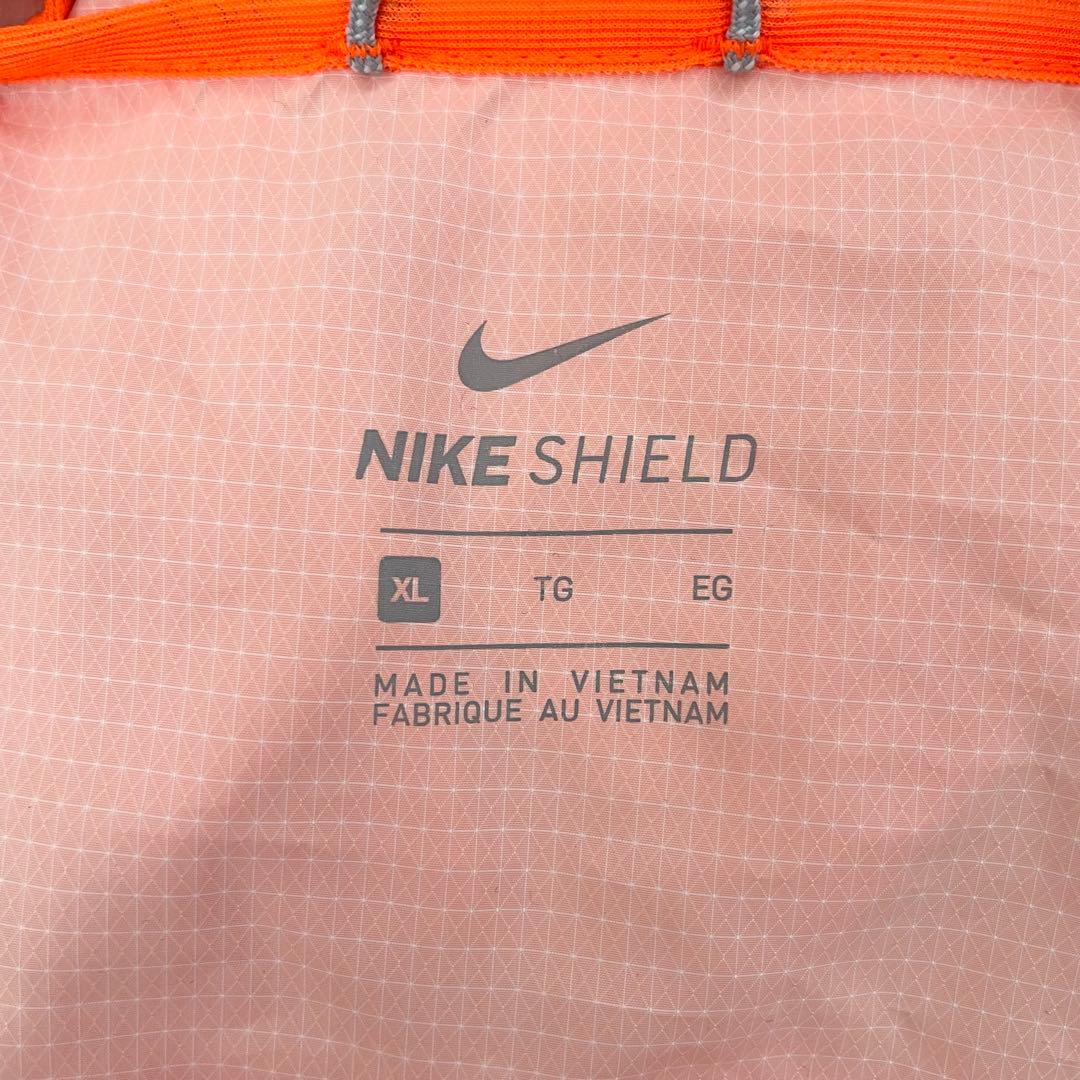 NIKE SHIELD
XL TG EG
MADE IN VIETNAM
FABRIQUE AU VIETNAM